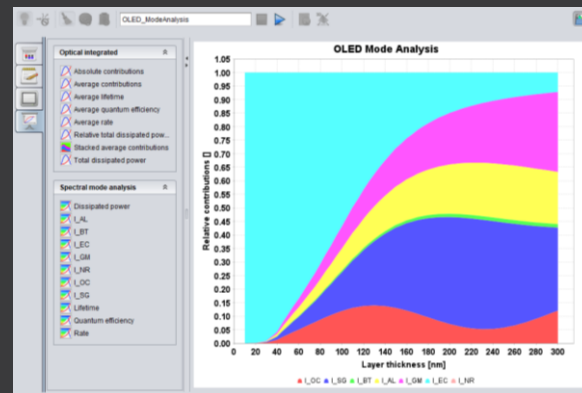 OLED_ModeAnalysis
Optical integrated
Absolute contributions
Average contributions
Average lifetime
Average quantum efficiency
Average rate
Relative total dissipated pow...
Stacked average contributions
Total dissipated power
Spectral mode analysis
Dissipated power
I_AL
I_BT
I_EC
I_GM
I_NR
I_OC
I_SG
Lifetime
Quantum efficiency
Rate
OLED Mode Analysis
Relative contributions []
1.05
1.00
0.95
0.90
0.85
0.80
0.75
0.70
0.65
0.60
0.55
0.50
0.45
0.40
0.35
0.30
0.25
0.20
0.15
0.10
0.05
0.00
0 20 40 60 80 100 120 140 160 180 200 220 240 260 280 300
Layer thickness [nm]
I_OC I_SG I_BT I_AL I_GM I_EC I_NR